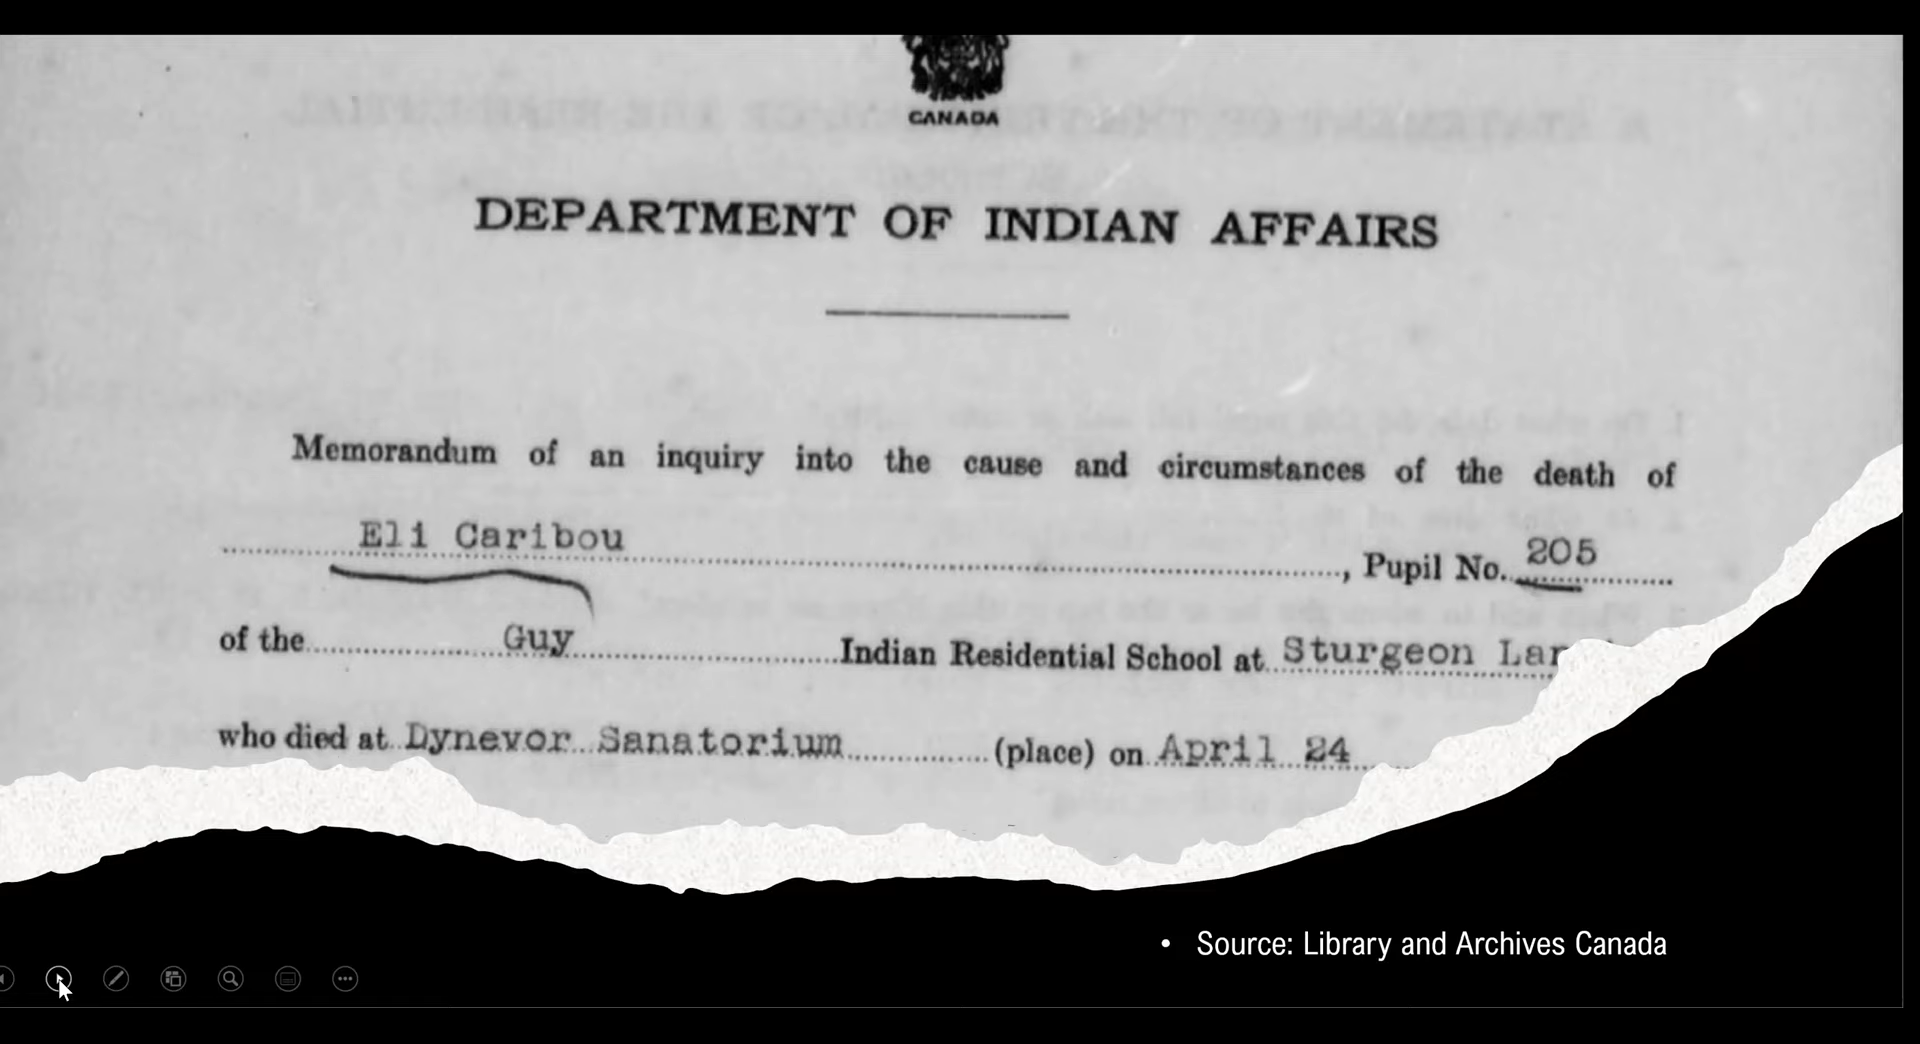 CANADA
DEPARTMENT OF INDIAN AFFAIRS
Memorandum of an inquiry into the cause and circumstances of the death of
Eli Caribou, Pupil No. 205
of the Guy Indian Residential School at Sturgeon
who died at Dynevor Sanatorium (place) on April 24
• Source: Library and Archives Canada